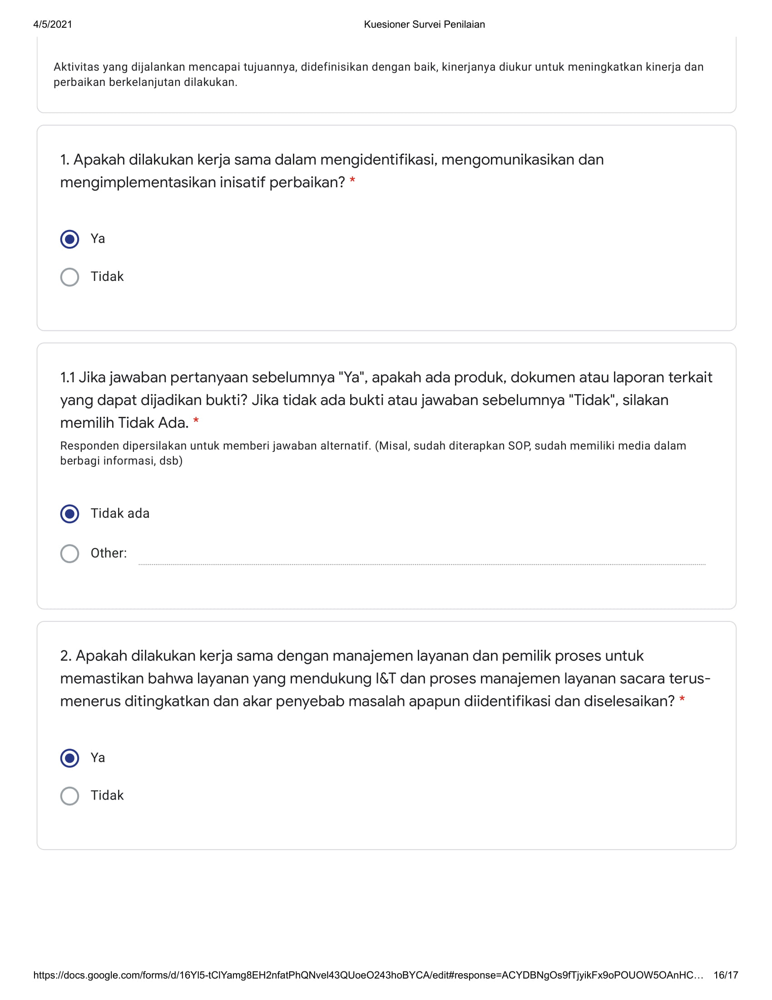 4/5/2021 Kuesioner Survei Penilaian
Aktivitas yang dijalankan mencapai tujuannya, didefinisikan dengan baik, kinerjanya diukur untuk meningkatkan kinerja dan
perbaikan berkelanjutan dilakukan.
1. Apakah dilakukan kerja sama dalam mengidentifikasi, mengomunikasikan dan
mengimplementasikan inisatif perbaikan? *
Ya
Tidak
1.1 Jika jawaban pertanyaan sebelumnya "Ya", apakah ada produk, dokumen atau laporan terkait
yang dapat dijadikan bukti? Jika tidak ada bukti atau jawaban sebelumnya "Tidak", silakan
memilih Tidak Ada. *
Responden dipersilakan untuk memberi jawaban alternatif. (Misal, sudah diterapkan SOP, sudah memiliki media dalam
berbagi informasi, dsb)
Tidak ada
Other:
2. Apakah dilakukan kerja sama dengan manajemen layanan dan pemilik proses untuk
memastikan bahwa layanan yang mendukung I&T dan proses manajemen layanan sacara terus-
menerus ditingkatkan dan akar penyebab masalah apapun diidentifikasi dan diselesaikan? *
Ya
Tidak
https://docs.google.com/forms/d/16YI5-tClYamg8EH2nfatPhQNvel43QUoeO243hoBYCA/edit#response=ACYDBNgOs9fTjyikFx9oPOUOW5OAnHC… 16/17